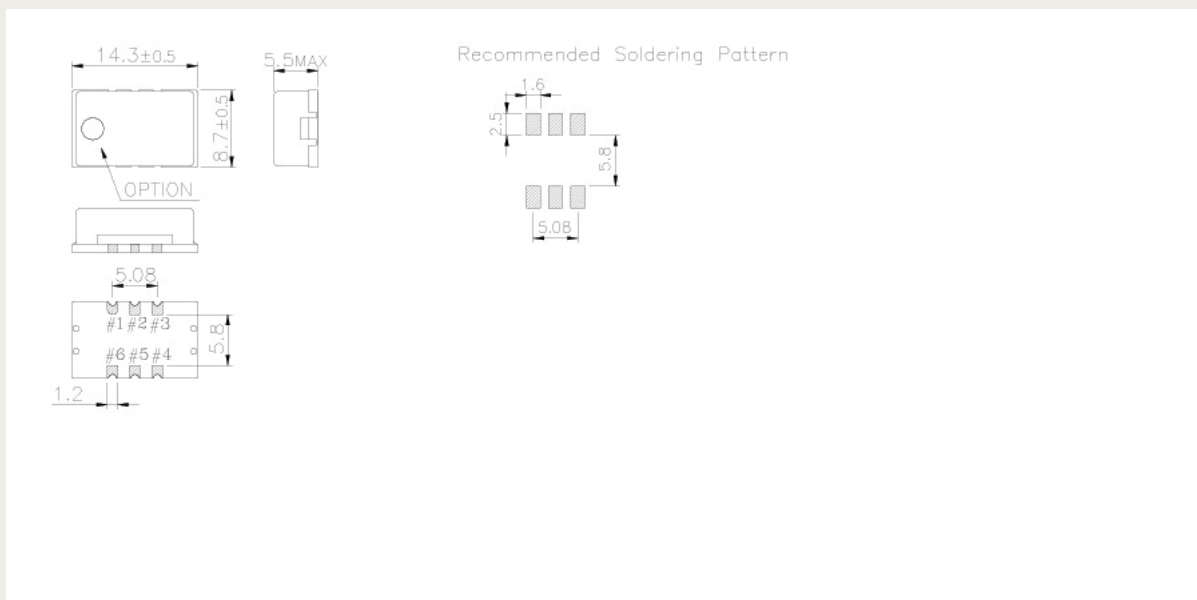 14.3±0.5
5.5MAX
Recommended Soldering Pattern
8.7±0.5
OPTION
1.6
2.5
5.8
5.08
5.08
#1 #2 #3
#6 #5 #4
5.8
1.2